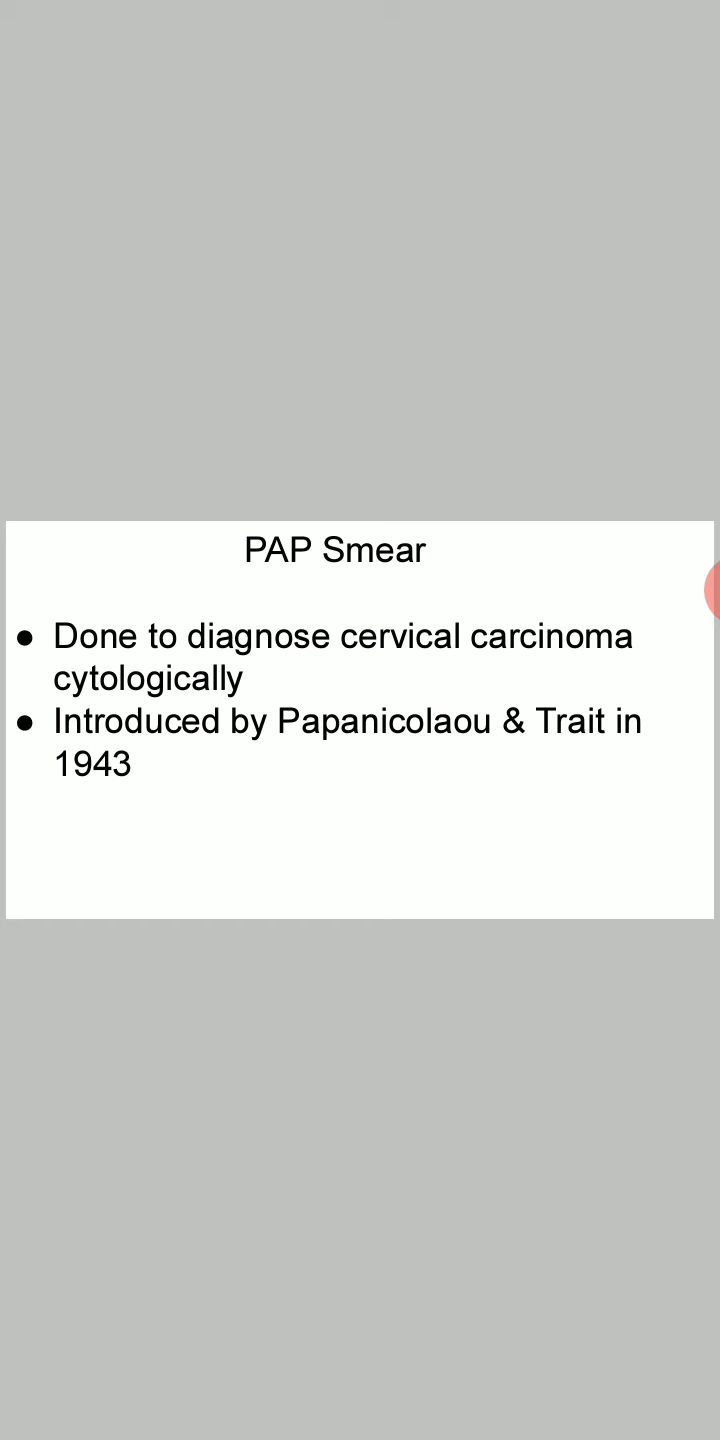 PAP Smear
● Done to diagnose cervical carcinoma
cytologically
● Introduced by Papanicolaou & Trait in
1943